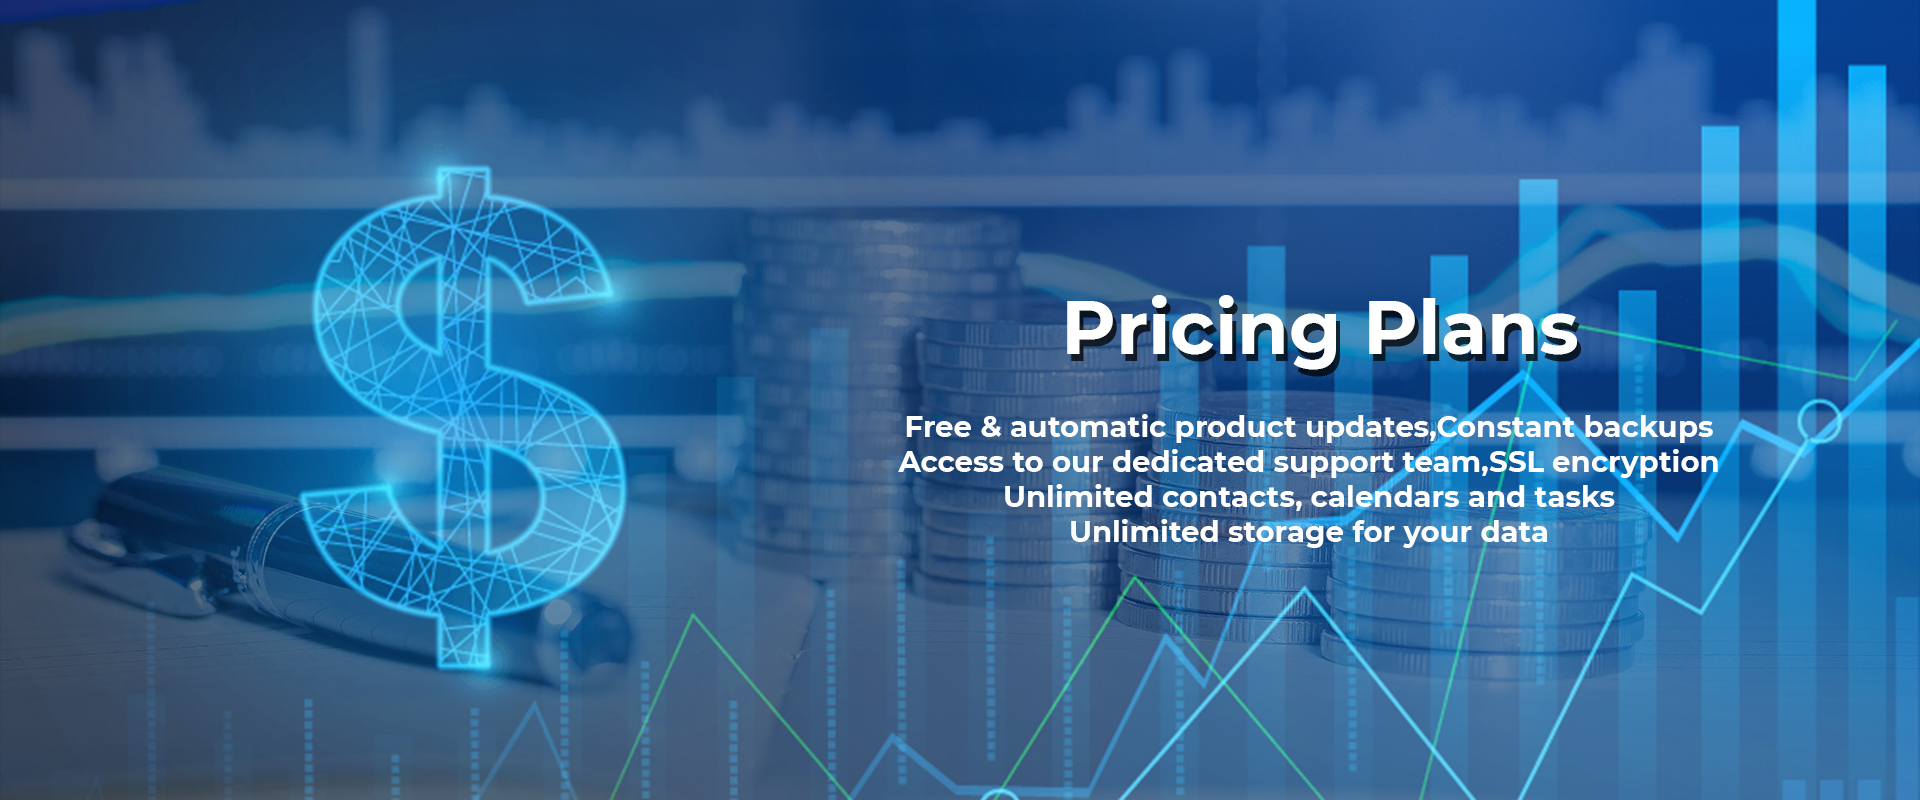 Pricing Plans
Free & automatic product updates,Constant backups
Access to our dedicated support team,SSL encryption
Unlimited contacts, calendars and tasks
Unlimited storage for your data